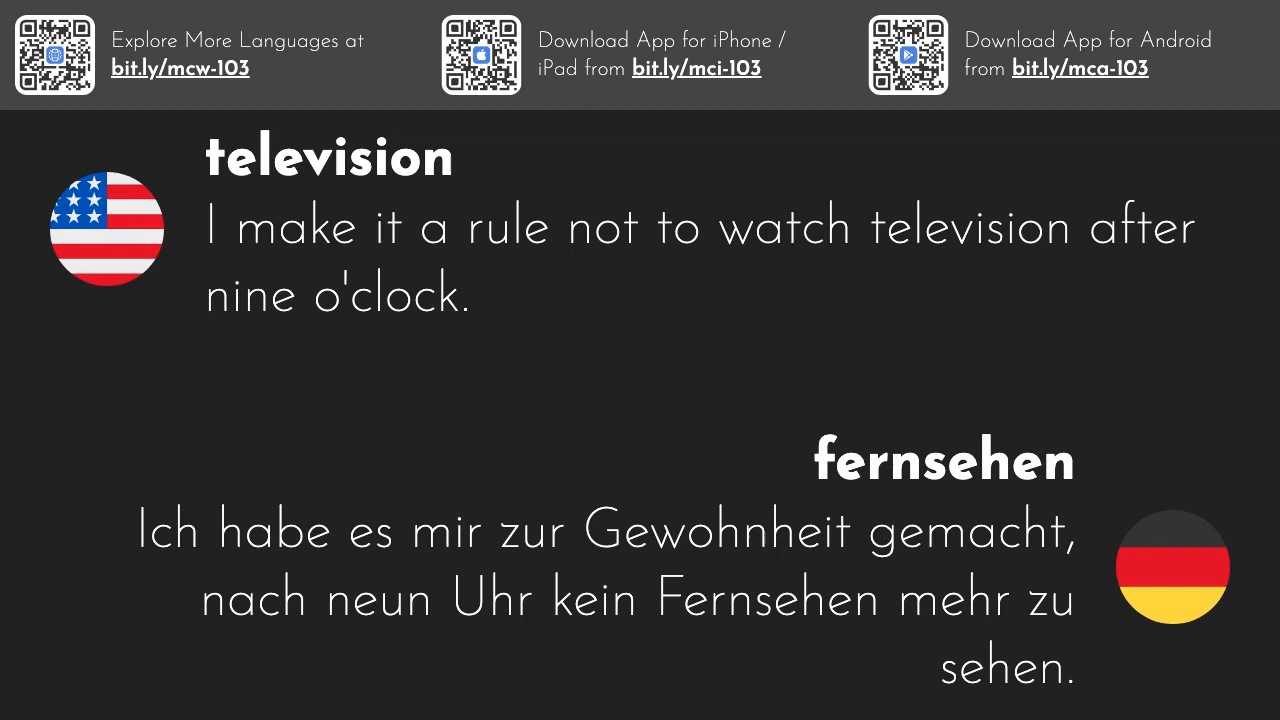 Explore More Languages at
bit.ly/mcw-103
Download App for iPhone /
iPad from bit.ly/mci-103
Download App for Android
from bit.ly/mca-103
television
I make it a rule not to watch television after
nine o'clock.
fernsehen
Ich habe es mir zur Gewohnheit gemacht,
nach neun Uhr kein Fernsehen mehr zu
sehen.